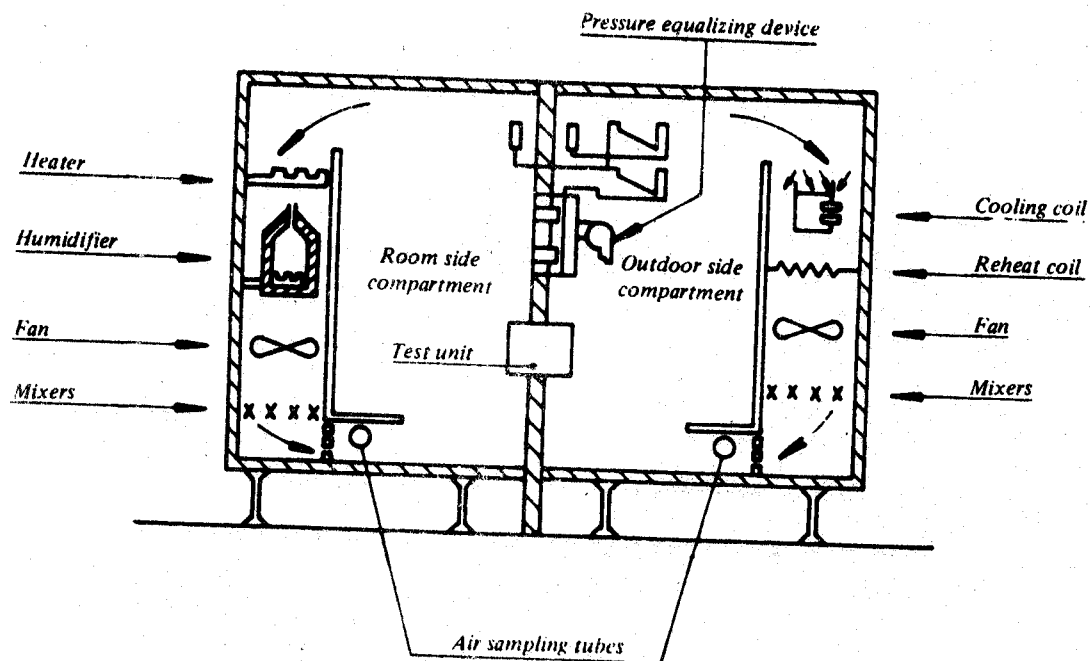 Pressure equalizing device
Heater
Humidifier
Fan
Mixers
Room side
compartment
Test unit
Outdoor side
compartment
Cooling coil
Reheat coil
Fan
Mixers
Air sampling tubes